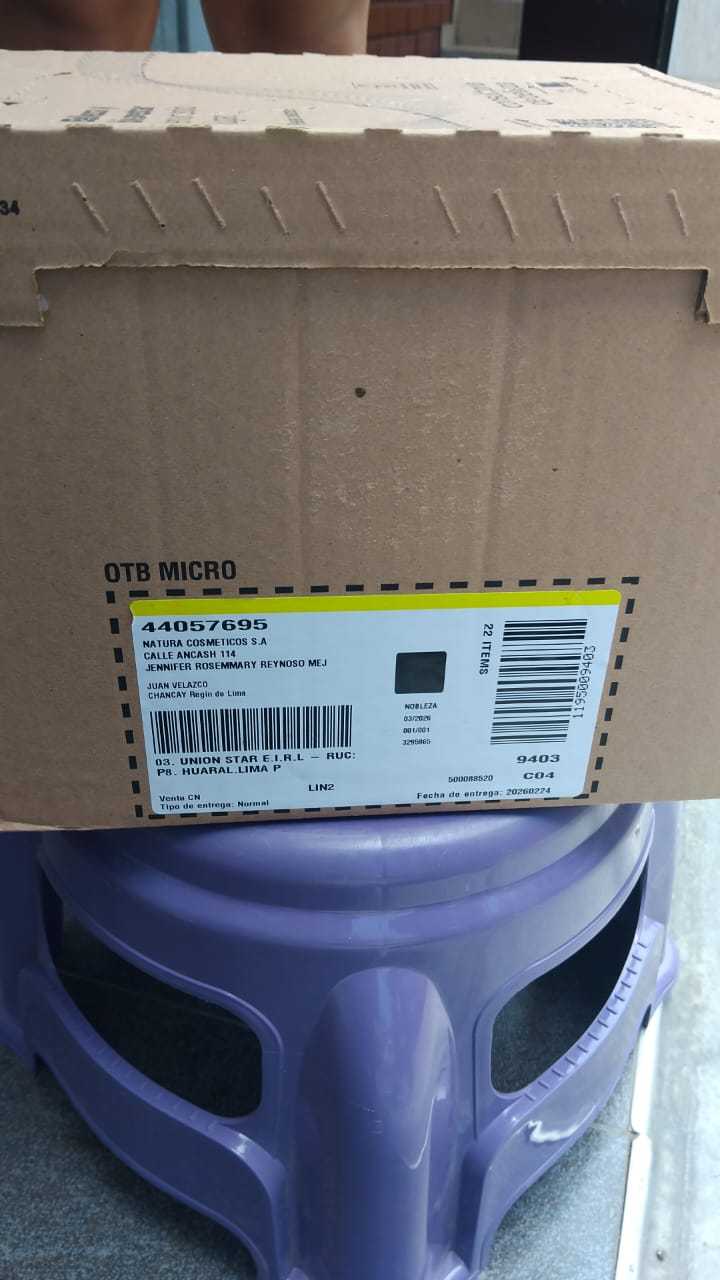 34
OTB MICRO
44057695
NATURA COSMETICOS S.A
CALLE ANCASH 114
JENNIFER ROSEMMARY REYNOSO MEJ
JUAN VELAZCO
CHANCAY Regin de Lima
03. UNION STAR E.I.R.L – RUC:
P8. HUARAL.LIMA P
LIN2
Venta CN
Tipo de entrega: Normal
NOBLEZA
03/2026
001/001
3295865
22 ITEMS
1195009403
9403
500088520
C04
Fecha de entrega: 20260224